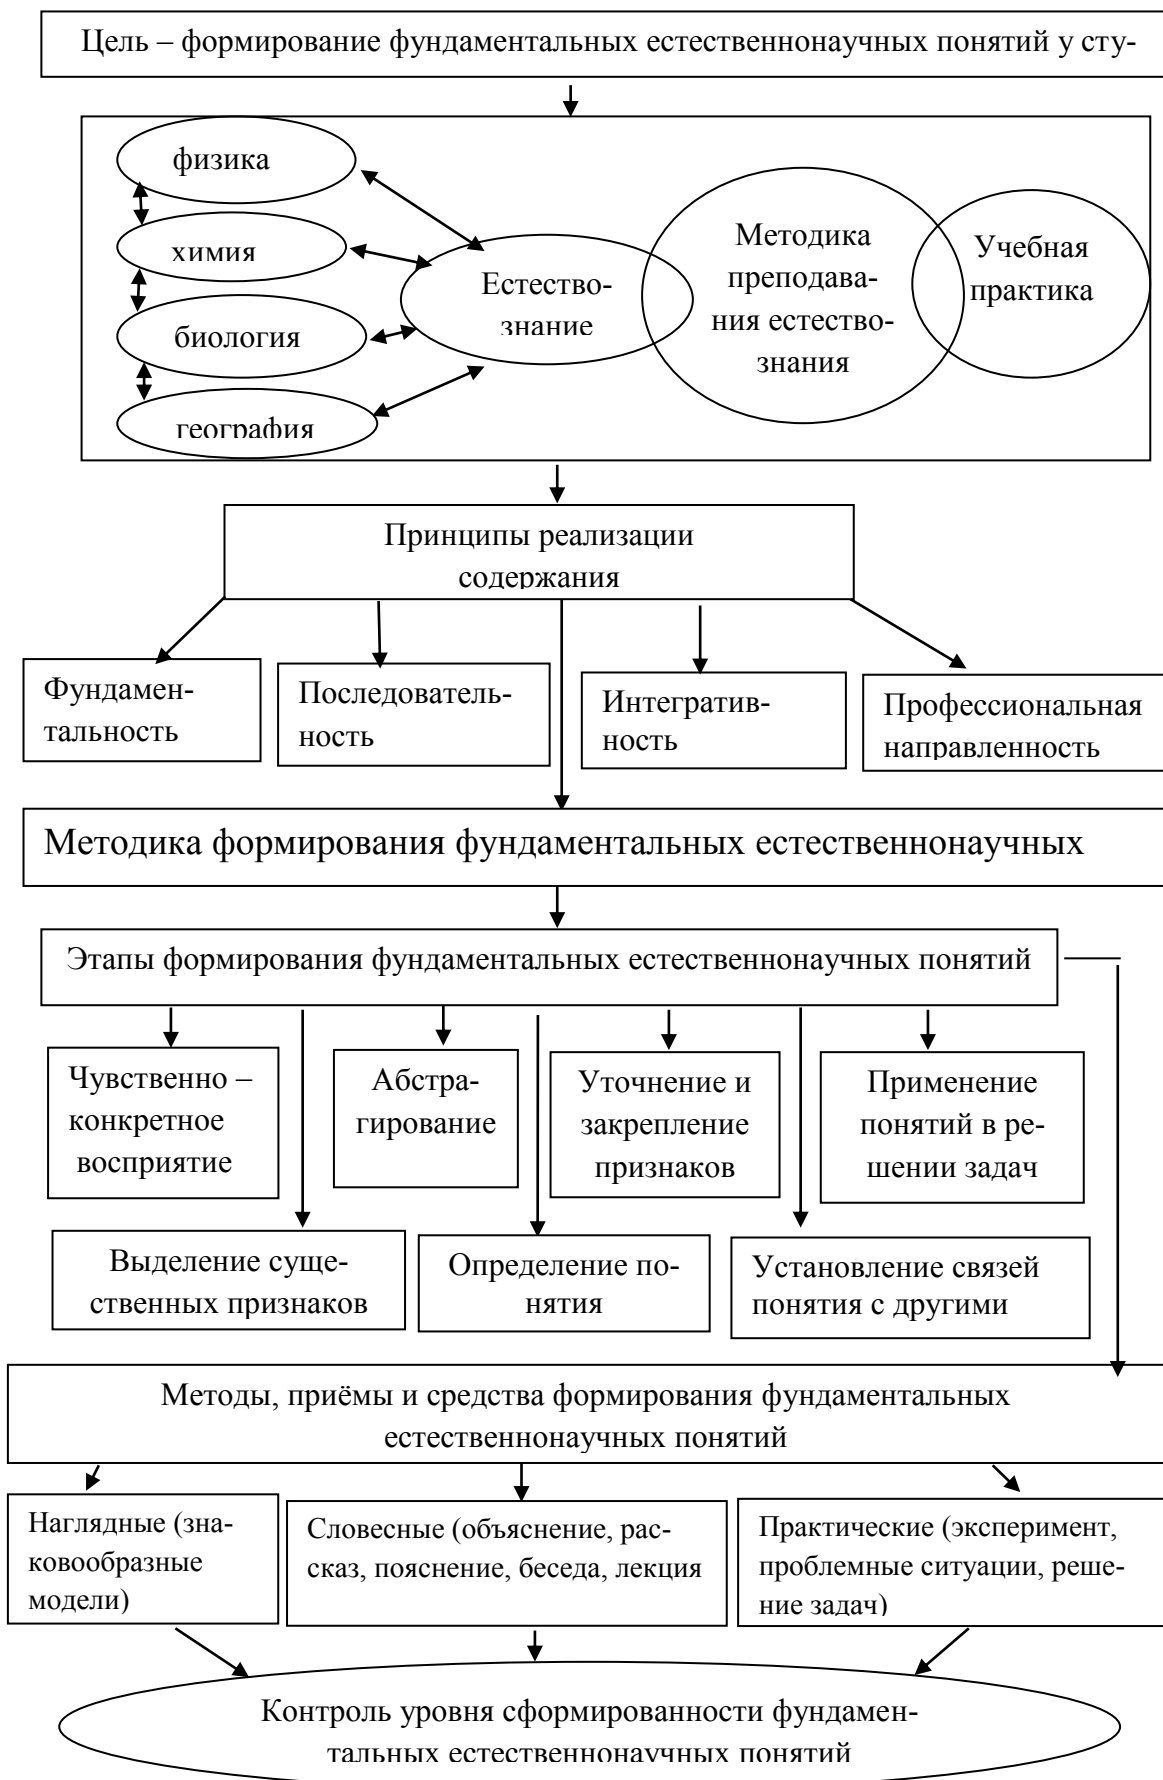 Цель – формирование фундаментальных естественнонаучных понятий у сту-
физика
химия
биология
география
Естество-
знание
Методика
преподава-
ния естество-
знания
Учебная
практика
Принципы реализации
содержания
Фундамен-
тальность
Последователь-
ность
Интегратив-
ность
Профессиональная
направленность
Методика формирования фундаментальных естественнонаучных
Этапы формирования фундаментальных естественнонаучных понятий
Чувственно –
конкретное
восприятие
Абстра-
гирование
Уточнение и
закрепление
признаков
Применение
понятий в ре-
шении задач
Выделение суще-
ственных признаков
Определение по-
нятия
Установление связей
понятия с другими
Методы, приёмы и средства формирования фундаментальных
естественнонаучных понятий
Наглядные (зна-
ковообразные
модели)
Словесные (объяснение, рас-
сказ, пояснение, беседа, лекция
Практические (эксперимент,
проблемные ситуации, реше-
ние задач)
Контроль уровня сформированности фундамен-
тальных естественнонаучных понятий